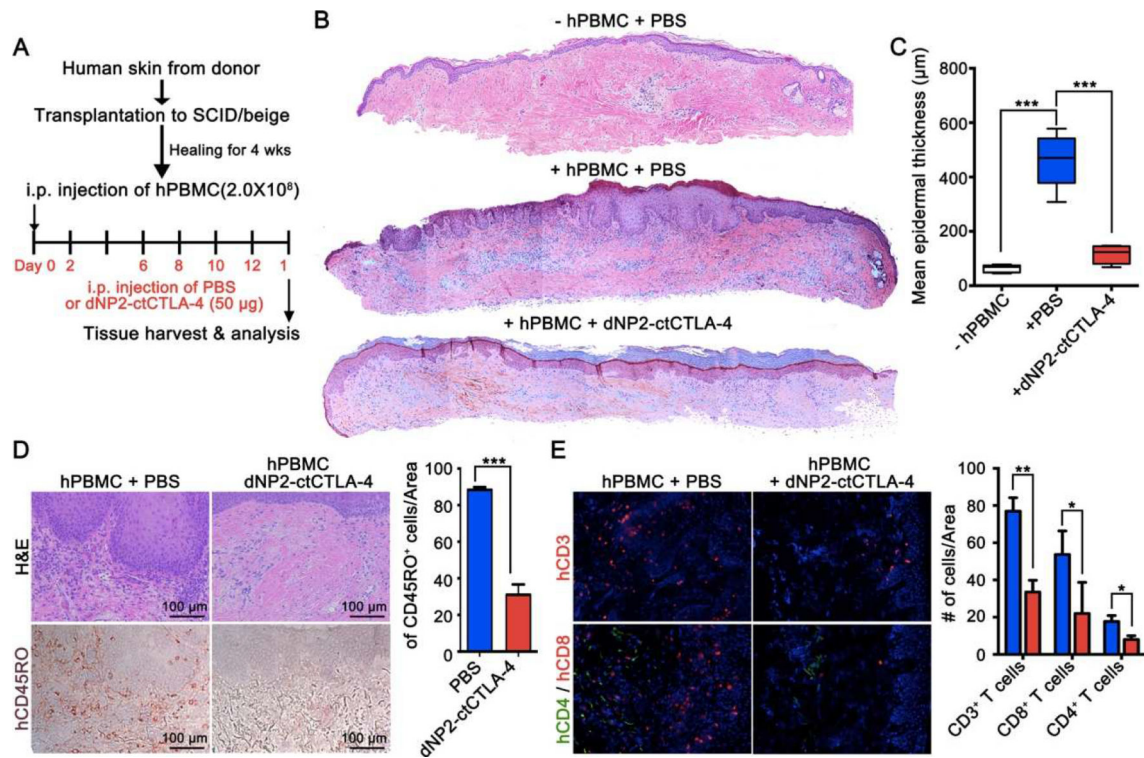 A
Human skin from donor
Transplantation to SCID/beige
Healing for 4 wks
i.p. injection of hPBMC(2.0X10⁸)
Day 0 2 6 8 10 12 1
i.p. injection of PBS
or dNP2-ctCTLA-4 (50 µg)
Tissue harvest & analysis
B
- hPBMC + PBS
+ hPBMC + PBS
+ hPBMC + dNP2-ctCTLA-4
C
Mean epidermal thickness (µm)
800
600
400
200
100
0
***
***
- hPBMC
+PBS
+dNP2-ctCTLA-4
D
hPBMC + PBS
hPBMC
dNP2-ctCTLA-4
H&E
100 µm
100 µm
hCD45RO
100 µm
100 µm
of CD45RO⁺ cells/Area
100
80
60
40
20
0
***
PBS
dNP2-ctCTLA-4
E
hPBMC + PBS
hPBMC
+ dNP2-ctCTLA-4
hCD3
hCD4 / hCD8
# of cells/Area
100
80
60
40
20
0
**
*
*
CD3⁺ T cells
CD8⁺ T cells
CD4⁺ T cells